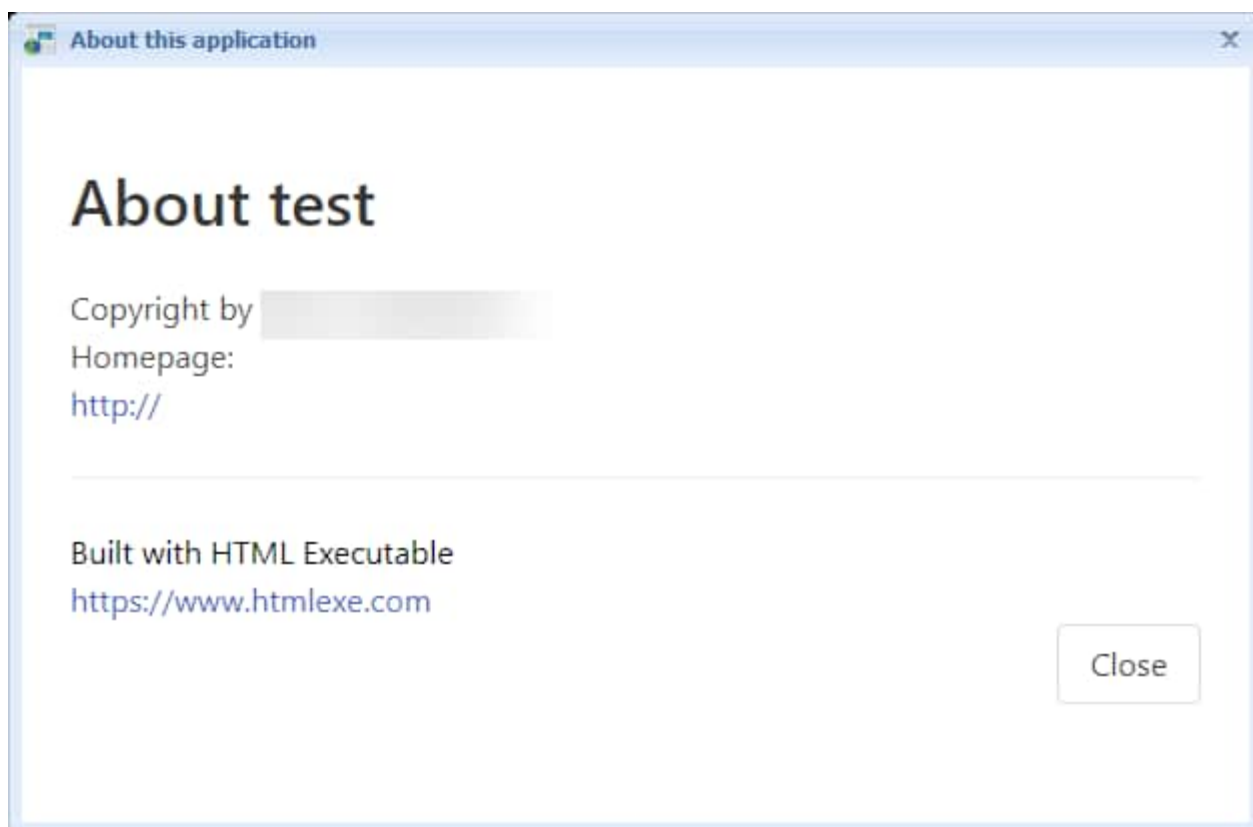 About this application
About test
Copyright by
Homepage:
http://
Built with HTML Executable
https://www.htmlexe.com
Close